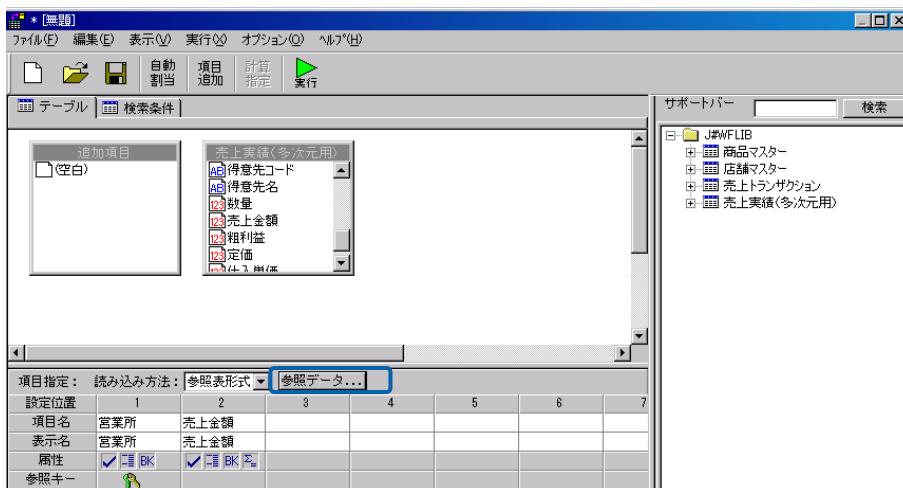 * [無題]
ファイル(F) 編集(E) 表示(V) 実行(X) オプション(O) ヘルプ(H)
自動割当 項目追加 計算指定 実行
テーブル 検索条件
サポートバー 検索
追加項目
(空白)
売上実績(多次元用)
得意先コード
得意先名
数量
売上金額
粗利益
定価
仕入単価
J#WFLIB
商品マスター
店舗マスター
売上トランザクション
売上実績(多次元用)
項目指定: 読み込み方法: 参照表形式 参照データ...
設定位置 1 2 3 4 5 6 7
項目名 営業所 売上金額
表示名 営業所 売上金額
属性 BK BK Σ
参照キー